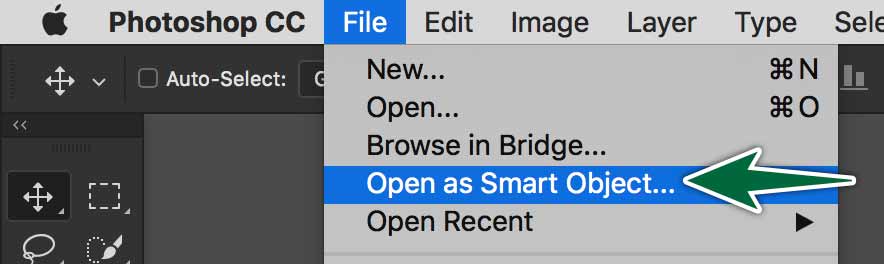 Photoshop CC File Edit Image Layer Type
Auto-Select:
New... ⌘N
Open... ⌘O
Browse in Bridge...
Open as Smart Object...
Open Recent ▶